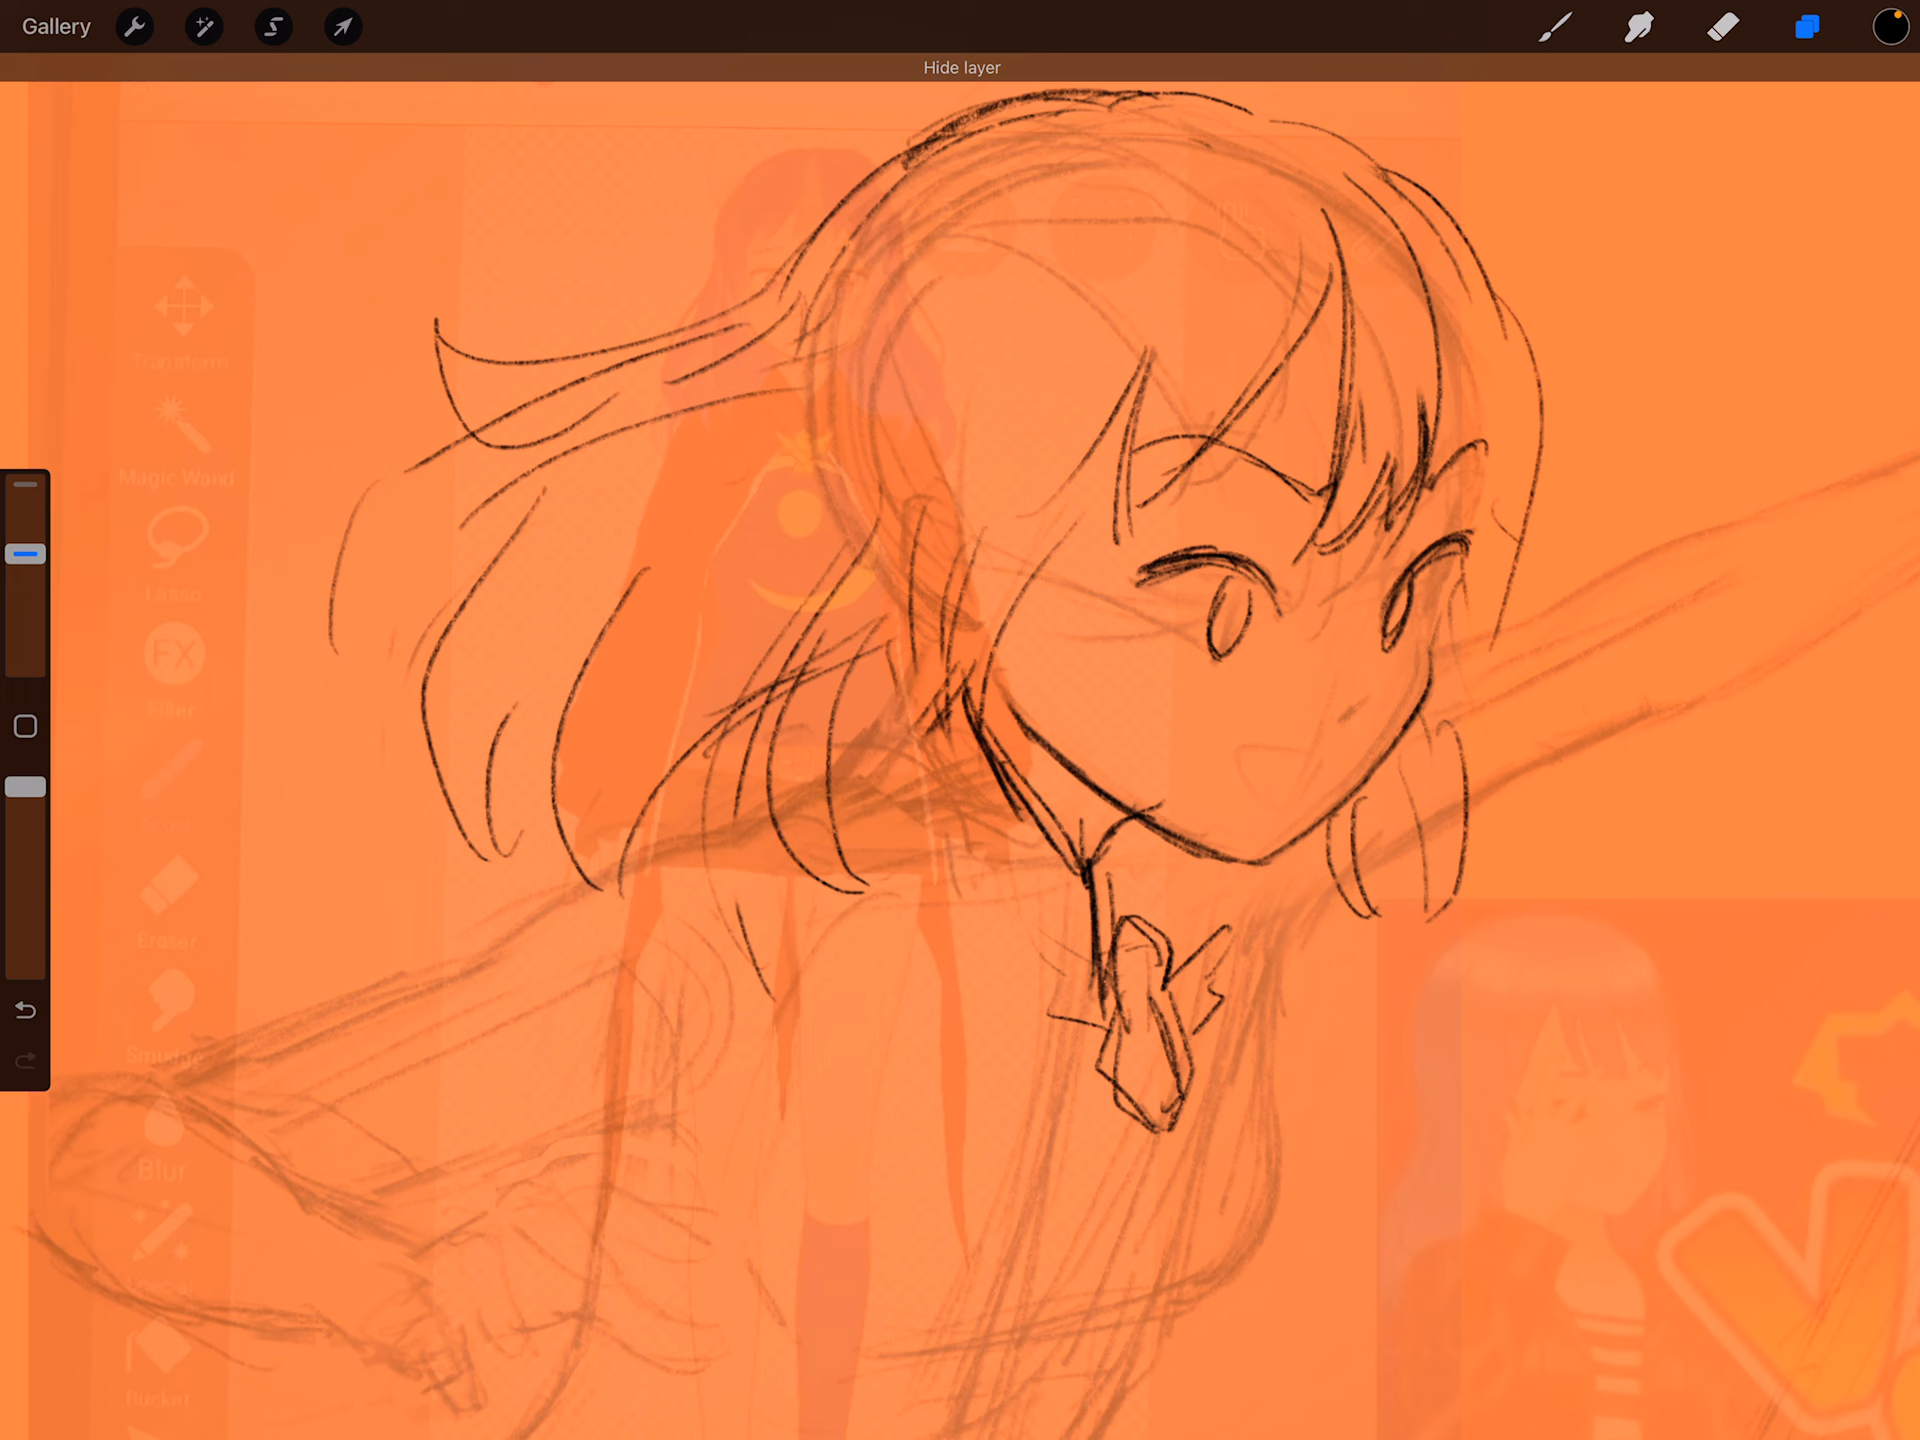 Gallery
Hide layer
Transform
Magic Wand
Lasso
FX
Filter
Eraser
Smudge
Blur
Bucket